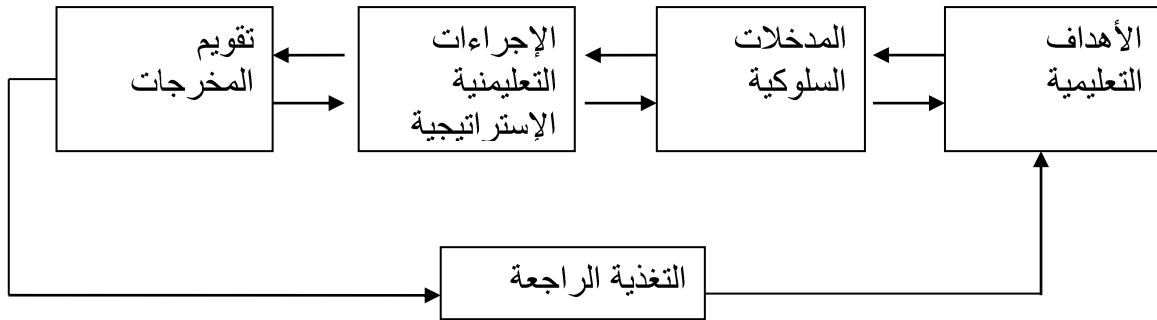 الأهداف
التعليمية
المدخلات
السلوكية
الإجراءات
التعليمنية
الإستراتيجية
تقويم
المخرجات
التغذية الراجعة